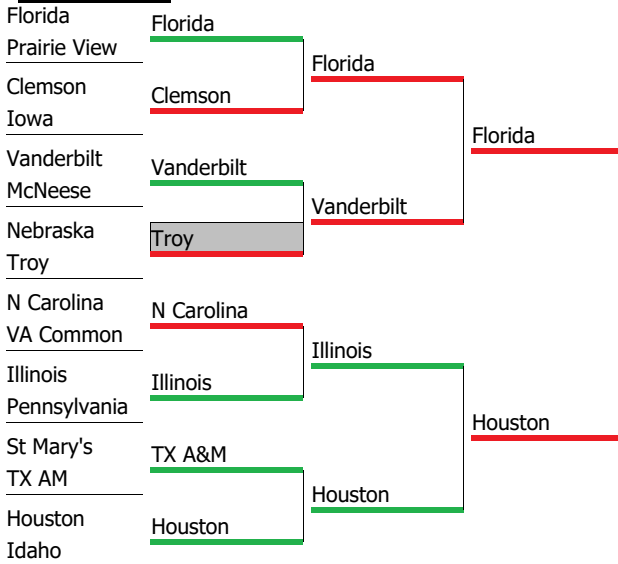 Florida
Prairie View
Clemson
Iowa
Vanderbilt
McNeese
Nebraska
Troy
N Carolina
VA Common
Illinois
Pennsylvania
St Mary's
TX AM
Houston
Idaho
Florida
Clemson
Vanderbilt
Troy
N Carolina
Illinois
TX A&M
Houston
Florida
Vanderbilt
Illinois
Houston
Florida
Houston